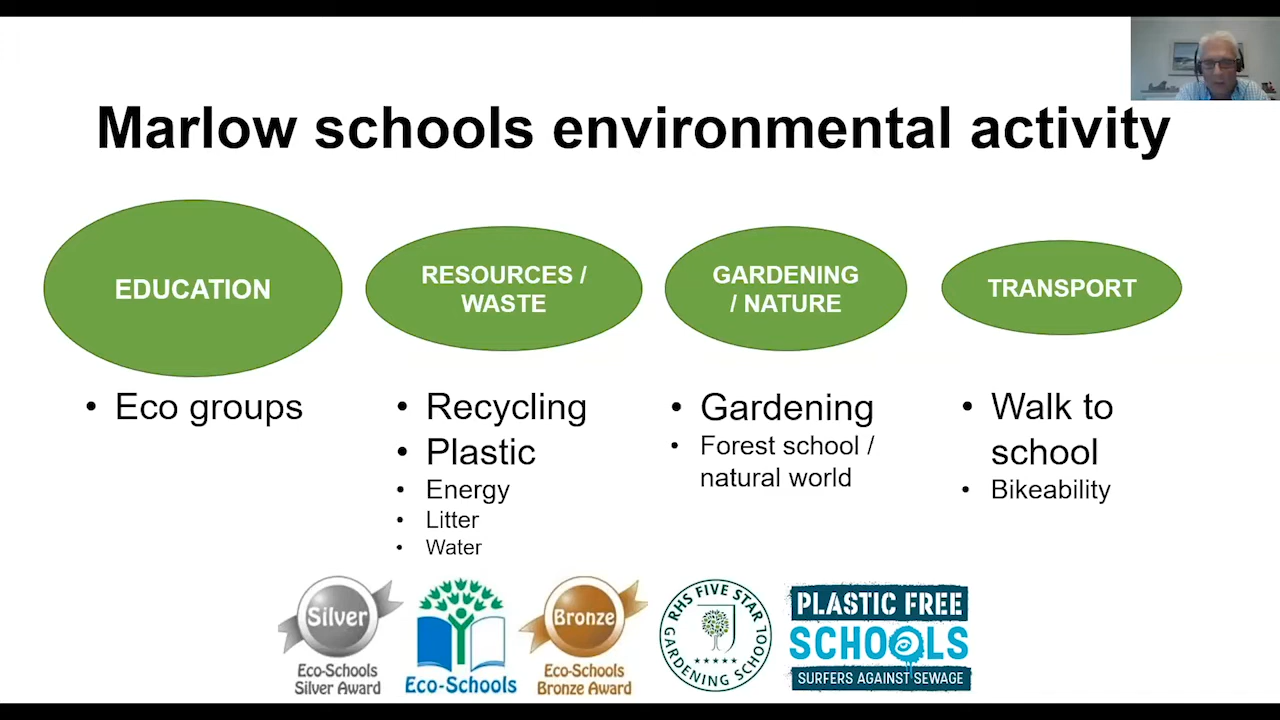 Marlow schools environmental activity
EDUCATION
• Eco groups
RESOURCES /
WASTE
• Recycling
• Plastic
• Energy
• Litter
• Water
GARDENING
/ NATURE
• Gardening
• Forest school /
natural world
TRANSPORT
• Walk to
school
• Bikeability
Silver
Eco-Schools
Silver Award
Eco-Schools
Bronze
Eco-Schools
Bronze Award
RHS FIVE STAR
GARDENING SCHOOL
PLASTIC FREE
SCHOOLS
SURFERS AGAINST SEWAGE